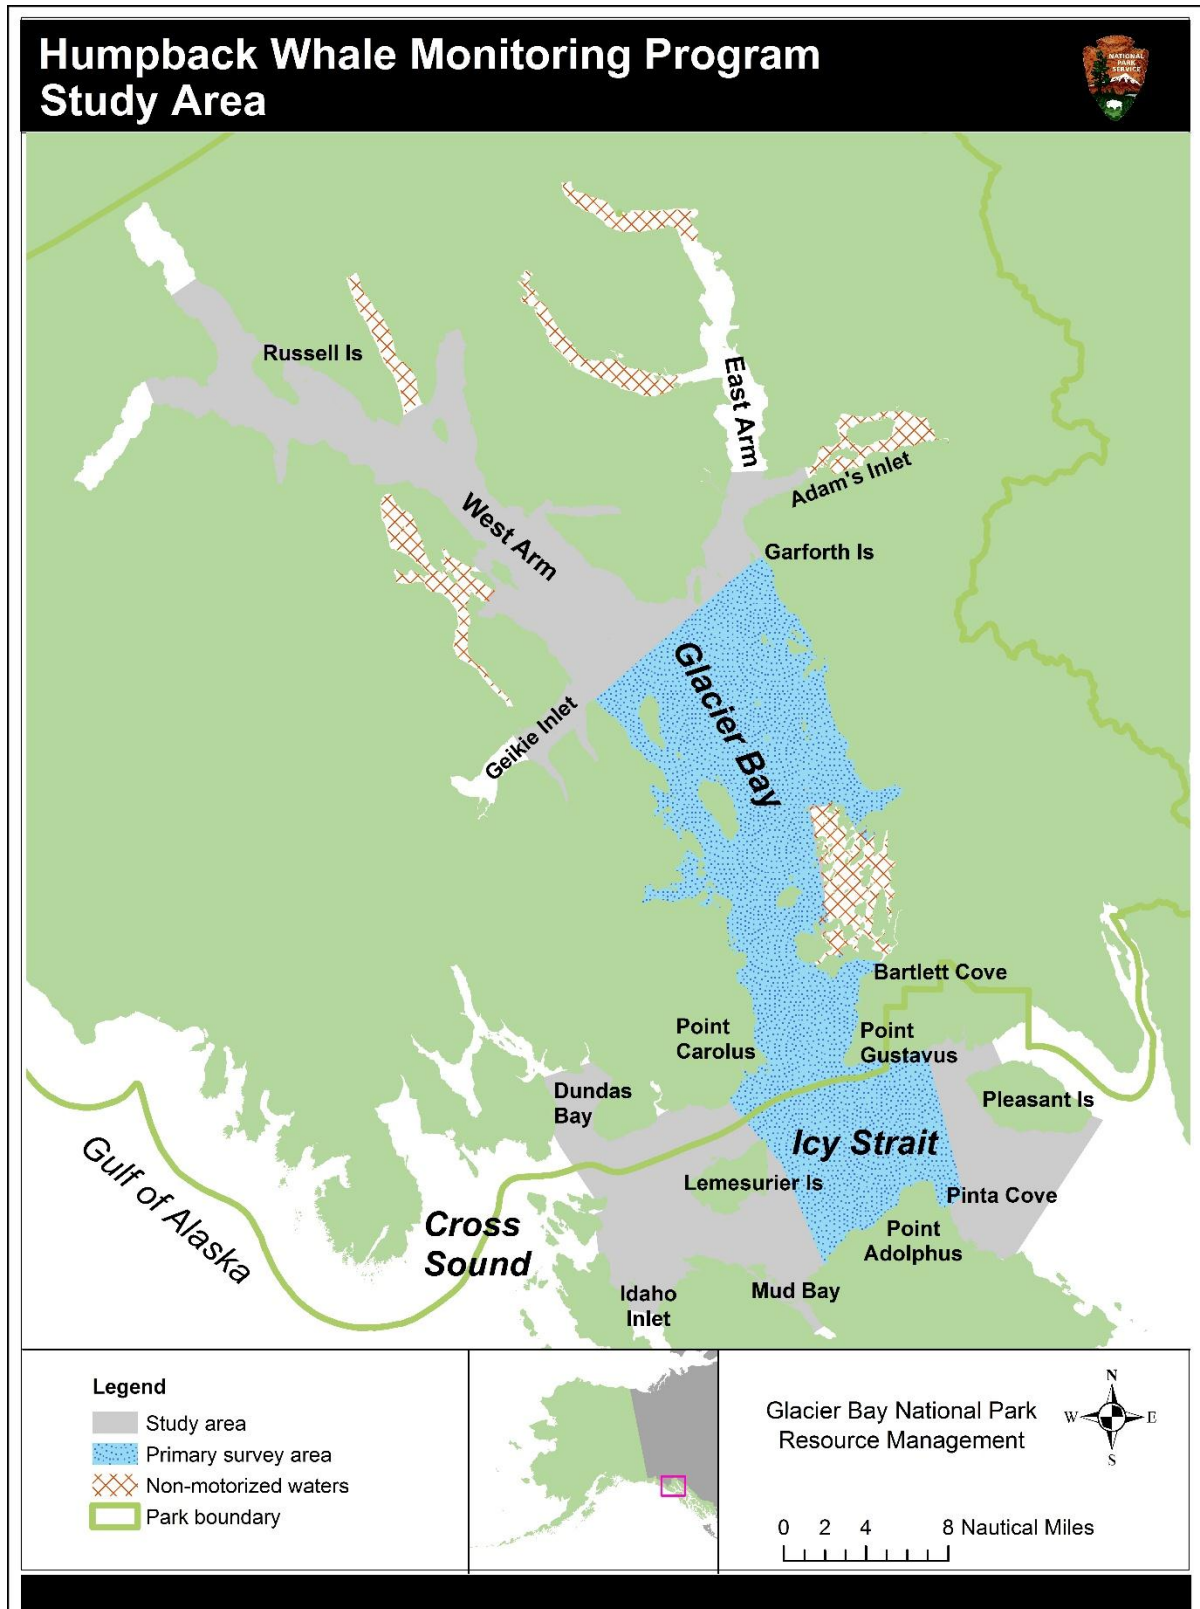 Humpback Whale Monitoring Program
Study Area
NATIONAL
PARK
SERVICE
Russell Is
East Arm
Adam's Inlet
West Arm
Garforth Is
Glacier Bay
Geikie Inlet
Bartlett Cove
Point
Carolus
Point
Gustavus
Dundas
Bay
Pleasant Is
Icy Strait
Gulf of Alaska
Lemesurier Is
Pinta Cove
Cross
Sound
Point
Adolphus
Idaho
Inlet
Mud Bay
Legend
Study area
Primary survey area
Non-motorized waters
Park boundary
Glacier Bay National Park
Resource Management
N
W E
S
0 2 4 8 Nautical Miles